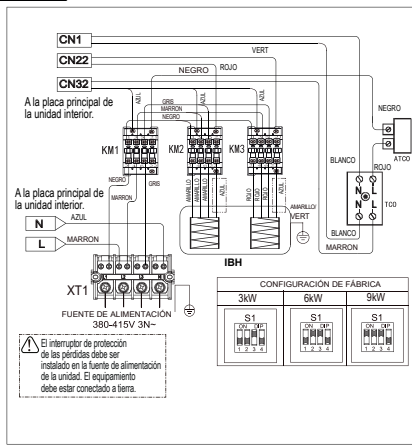 CN1
CN22
CN32
VERT
ROJO
NEGRO
AZUL
A la placa principal de
la unidad interior.
GRIS
MARRON
NEGRO
AZUL
AZUL
NEGRO
KM1
KM2
KM3
ATCO
BLANCO
ROJO
NEGRO
MARRON
GRIS
AMARILLO
AMARILLO
AMARILLO
AZUL
ROJO
ROJO
ROJO
AZUL
AMARILLO/
VERT
N
L
N
L
TCO
BLANCO
MARRON
A la placa principal de
la unidad interior.
N
AZUL
L
MARRON
IBH
XT1
L1
L2
L3
N
FUENTE DE ALIMENTACIÓN
380-415V 3N~
CONFIGURACIÓN DE FÁBRICA
3kW
6kW
9kW
S1
S1
S1
ON DIP
ON DIP
ON DIP
1 2 3 4
1 2 3 4
1 2 3 4
El interruptor de protección
de las pérdidas debe ser
instalado en la fuente de alimentación
de la unidad. El equipamiento
debe estar conectado a tierra.